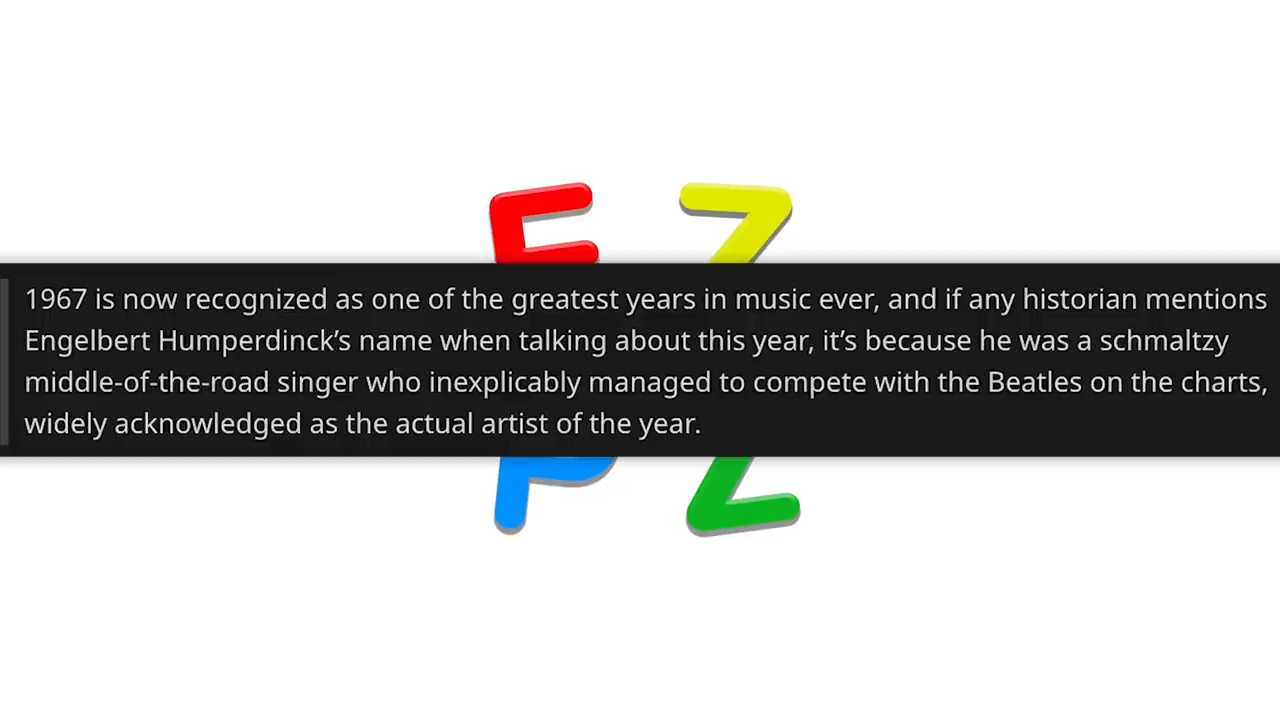 1967 is now recognized as one of the greatest years in music ever, and if any historian mentions
Engelbert Humperdinck’s name when talking about this year, it’s because he was a schmaltzy
middle-of-the-road singer who inexplicably managed to compete with the Beatles on the charts,
widely acknowledged as the actual artist of the year.